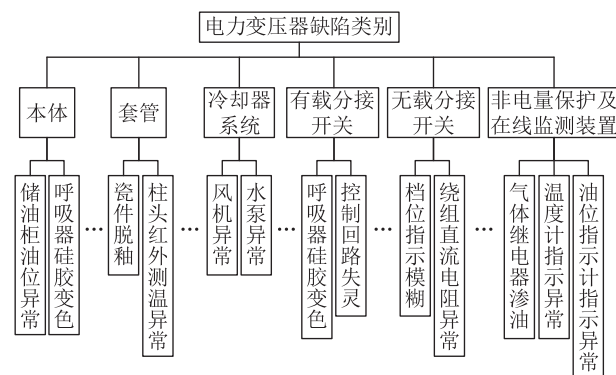 电力变压器缺陷类别
本体
套管
冷却器
系统
有载分接
开关
无载分接
开关
非电量保护及
在线监测装置
储油柜油位异常
呼吸器硅胶变色
…
瓷件脱釉
柱头红外测温异常
…
风机异常
水泵异常
…
呼吸器硅胶变色
控制回路失灵
…
档位指示模糊
绕组直流电阻异常
…
气体继电器渗油
温度计指示异常
油位指示计指示异常